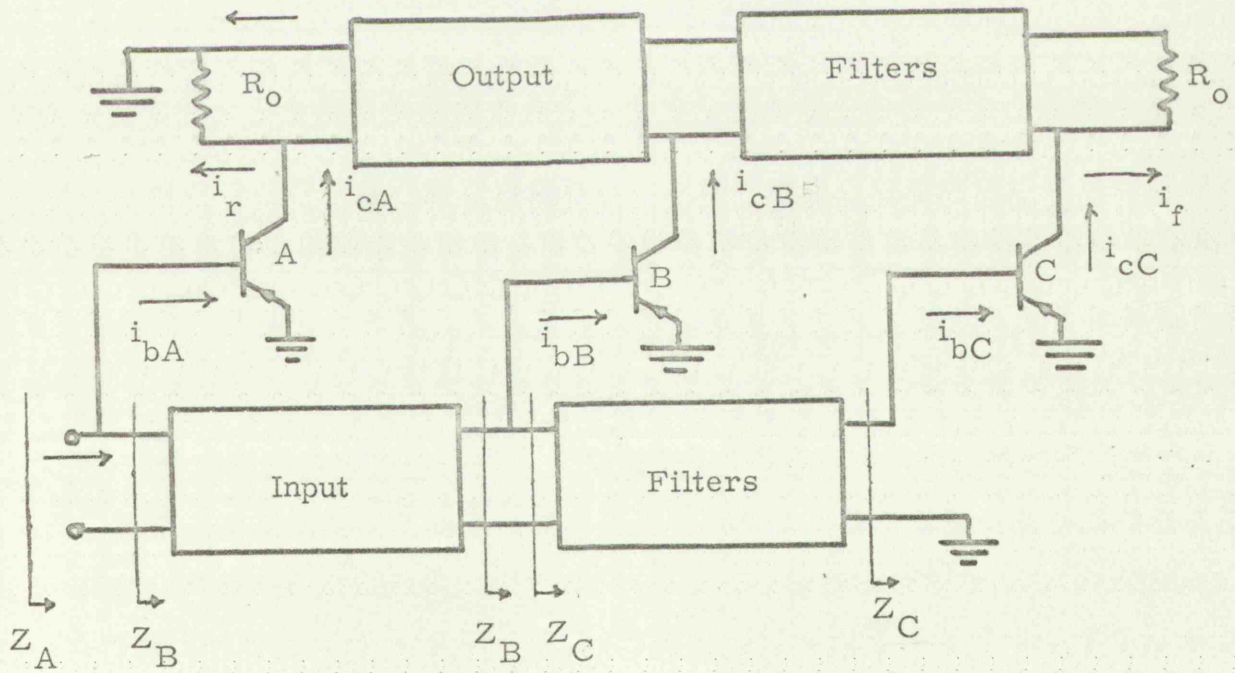 R_o
Output
Filters
R_o
i_r
i_cA
i_cB
i_cC
i_f
A
B
C
i_bA
i_bB
i_bC
Input
Filters
Z_A
Z_B
Z_B
Z_C
Z_C